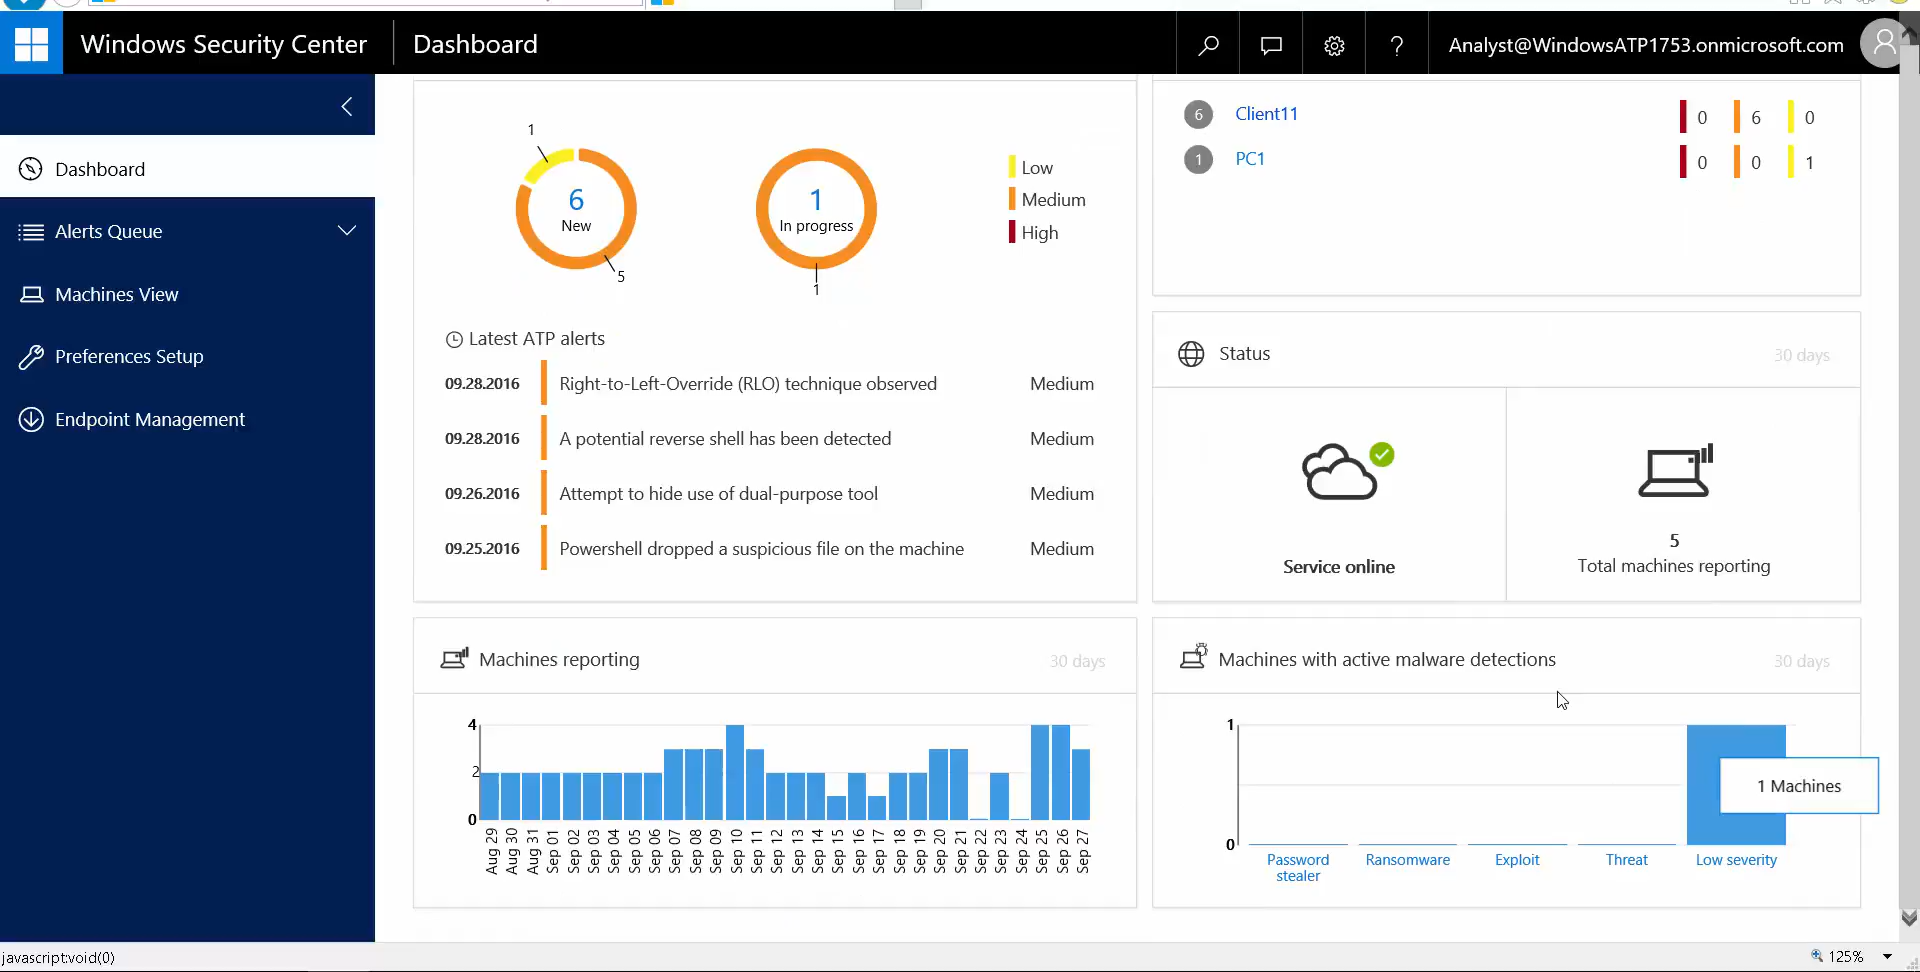 Windows Security Center
Dashboard
Analyst@WindowsATP1753.onmicrosoft.com
Dashboard
Alerts Queue
Machines View
Preferences Setup
Endpoint Management
1
6
New
5
1
In progress
1
Low
Medium
High
Latest ATP alerts
09.28.2016 Right-to-Left-Override (RLO) technique observed Medium
09.28.2016 A potential reverse shell has been detected Medium
09.26.2016 Attempt to hide use of dual-purpose tool Medium
09.25.2016 Powershell dropped a suspicious file on the machine Medium
6 Client11 0 6 0
1 PC1 0 0 1
Status 30 days
Service online
5
Total machines reporting
Machines reporting 30 days
4
2
0
Aug 29
Aug 30
Aug 31
Sep 01
Sep 02
Sep 03
Sep 04
Sep 05
Sep 06
Sep 07
Sep 08
Sep 09
Sep 10
Sep 11
Sep 12
Sep 13
Sep 14
Sep 15
Sep 16
Sep 17
Sep 18
Sep 19
Sep 20
Sep 21
Sep 22
Sep 23
Sep 24
Sep 25
Sep 26
Sep 27
Machines with active malware detections 30 days
1
0
1 Machines
Password
stealer
Ransomware
Exploit
Threat
Low severity
javascript:void(0)
125%